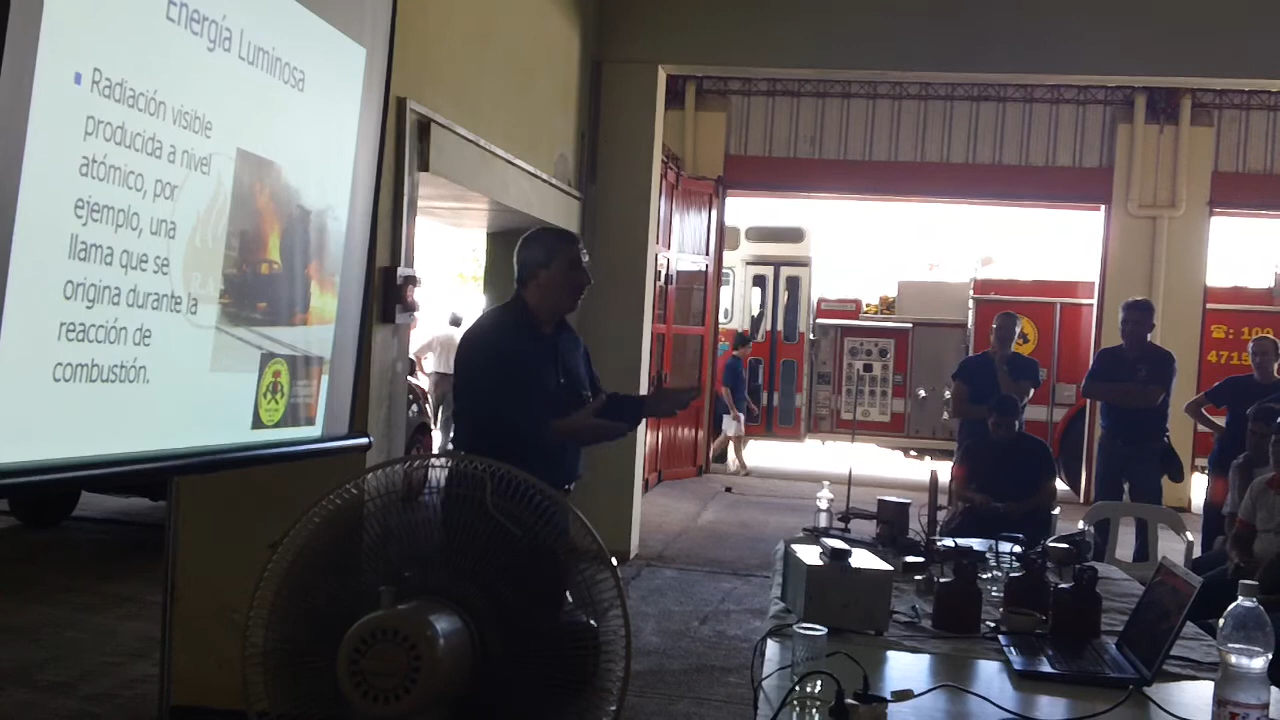 Energía Luminosa
Radiación visible
producida a nivel
atómico, por
ejemplo, una
llama que se
origina durante la
reacción de
combustión.
☎: 100
4715